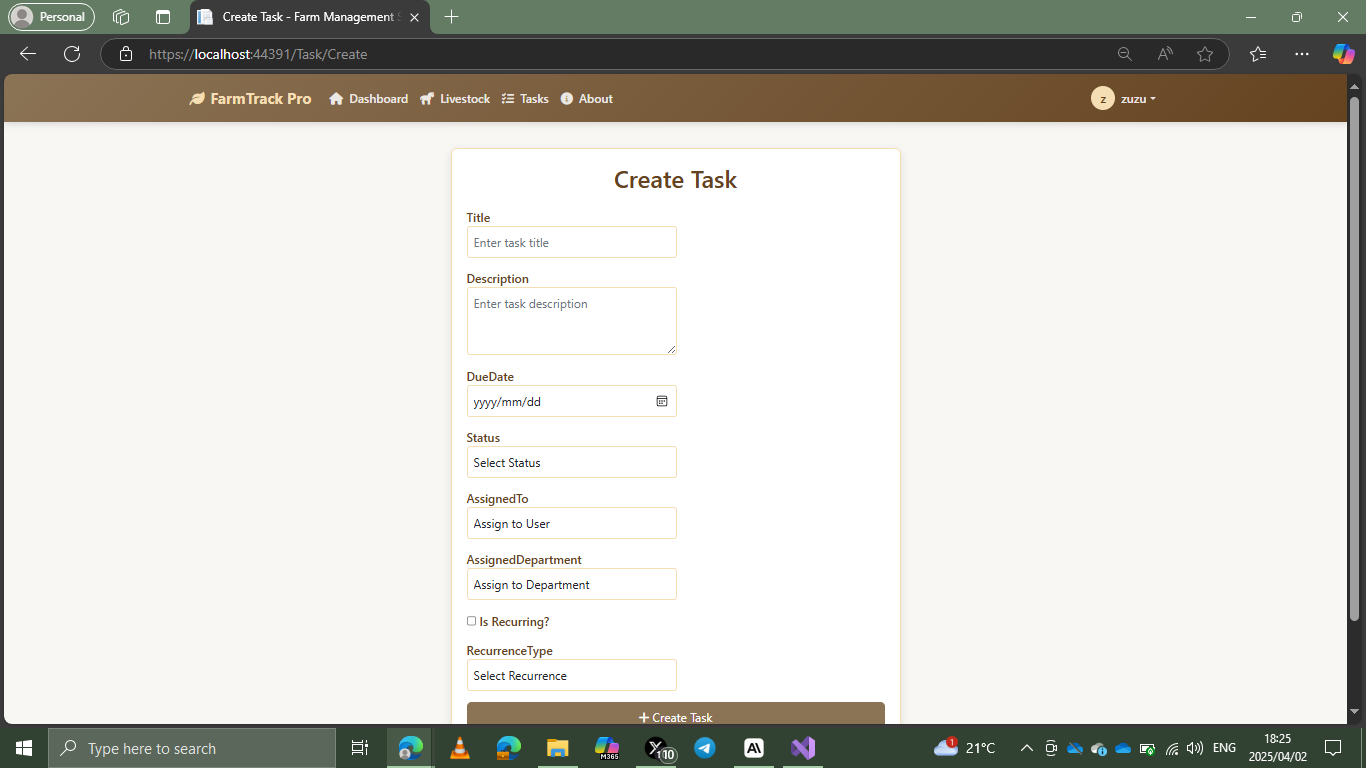 Personal
Create Task - Farm Management
https://localhost:44391/Task/Create
FarmTrack Pro Dashboard Livestock Tasks About z zuzu
Create Task
Title
Enter task title
Description
Enter task description
DueDate
yyyy/mm/dd
Status
Select Status
AssignedTo
Assign to User
AssignedDepartment
Assign to Department
Is Recurring?
RecurrenceType
Select Recurrence
+ Create Task
Type here to search
M365
10
1
21°C
ENG
18:25
2025/04/02